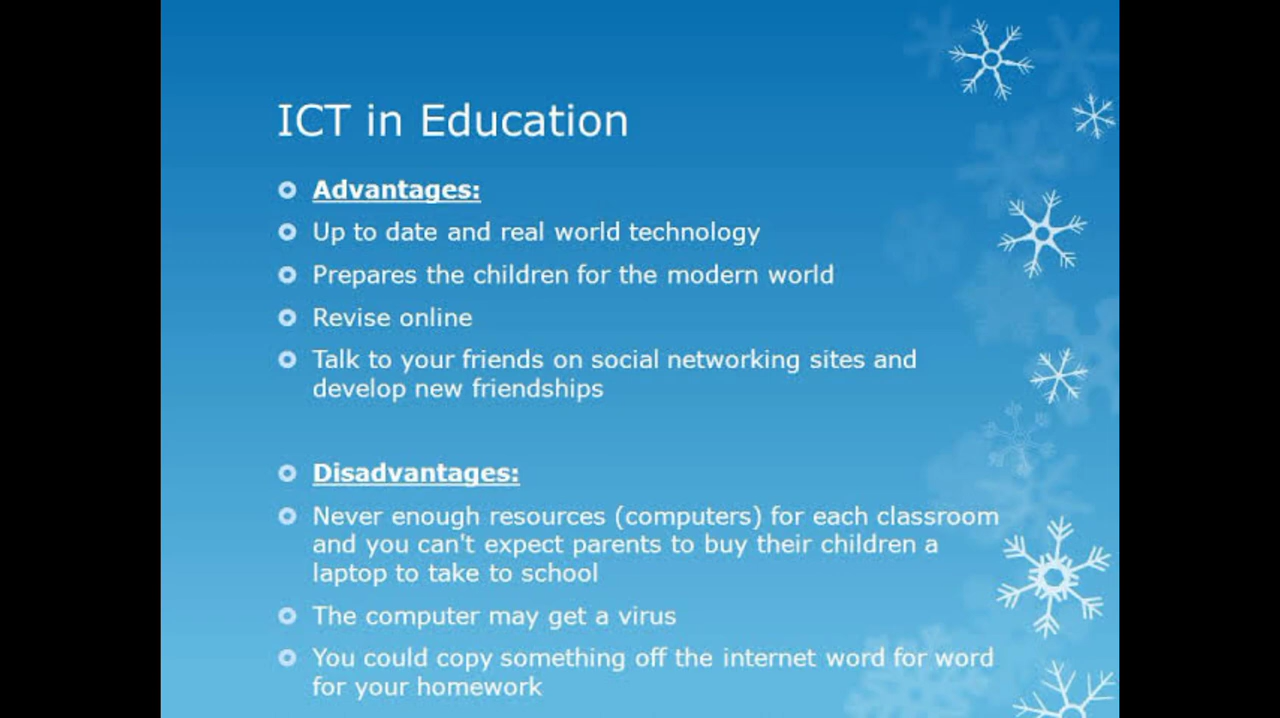 ICT in Education
Advantages:
Up to date and real world technology
Prepares the children for the modern world
Revise online
Talk to your friends on social networking sites and
develop new friendships
Disadvantages:
Never enough resources (computers) for each classroom
and you can't expect parents to buy their children a
laptop to take to school
The computer may get a virus
You could copy something off the internet word for word
for your homework